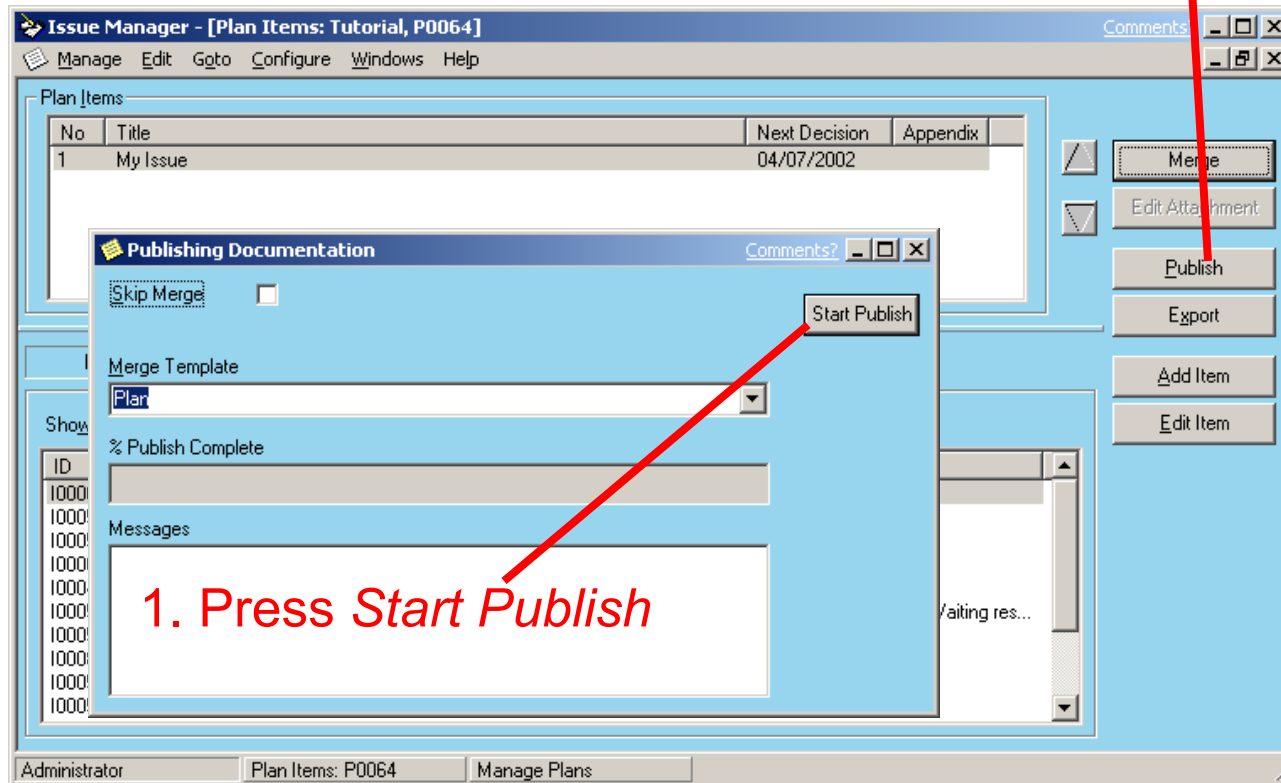 Issue Manager - [Plan Items: Tutorial, P0064] Comments
Manage Edit Goto Configure Windows Help
Plan Items
No Title Next Decision Appendix
1 My Issue 04/07/2002
Merge
Edit Attachment
Publish
Export
Add Item
Edit Item
Publishing Documentation Comments?
Skip Merge
Start Publish
Merge Template
Plan
% Publish Complete
Messages
1. Press Start Publish
Show
ID
res...
Administrator Plan Items: P0064 Manage Plans